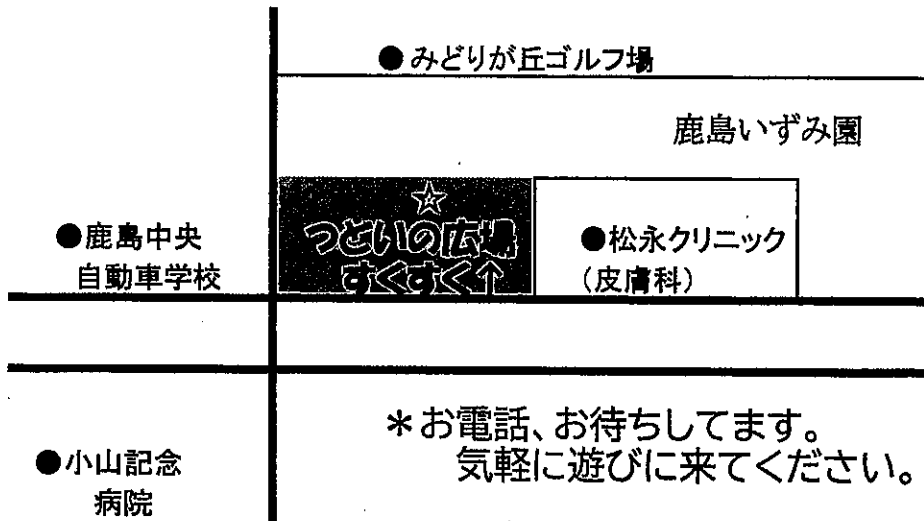 ●みどりが丘ゴルフ場
鹿島いずみ園
☆
つどいの広場
すくすく↑
●鹿島中央
自動車学校
●松永クリニック
(皮膚科)
＊お電話、お待ちしてます。
気軽に遊びに来てください。
●小山記念
病院